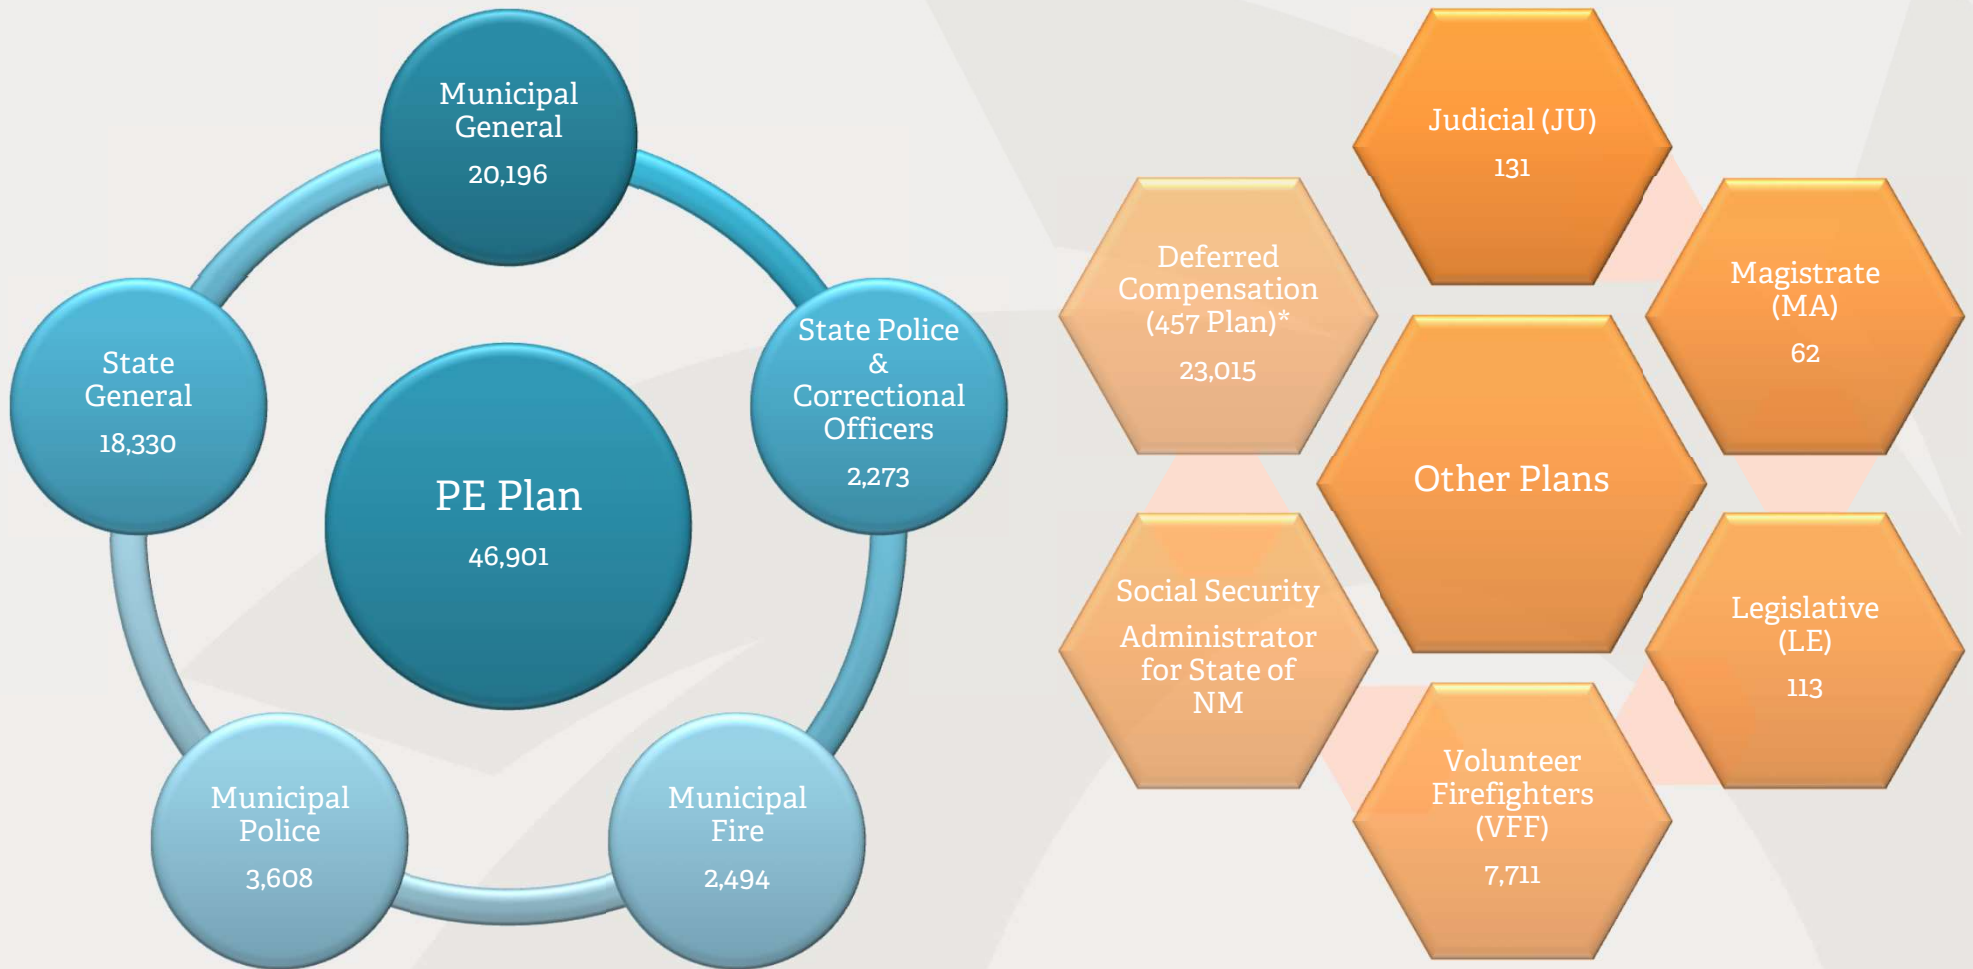 Municipal
General
20,196
State Police
&
Correctional
Officers
2,273
Municipal
Fire
2,494
Municipal
Police
3,608
State
General
18,330
PE Plan
46,901
Judicial (JU)
131
Magistrate
(MA)
62
Legislative
(LE)
113
Volunteer
Firefighters
(VFF)
7,711
Social Security
Administrator
for State of
NM
Deferred
Compensation
(457 Plan)*
23,015
Other Plans